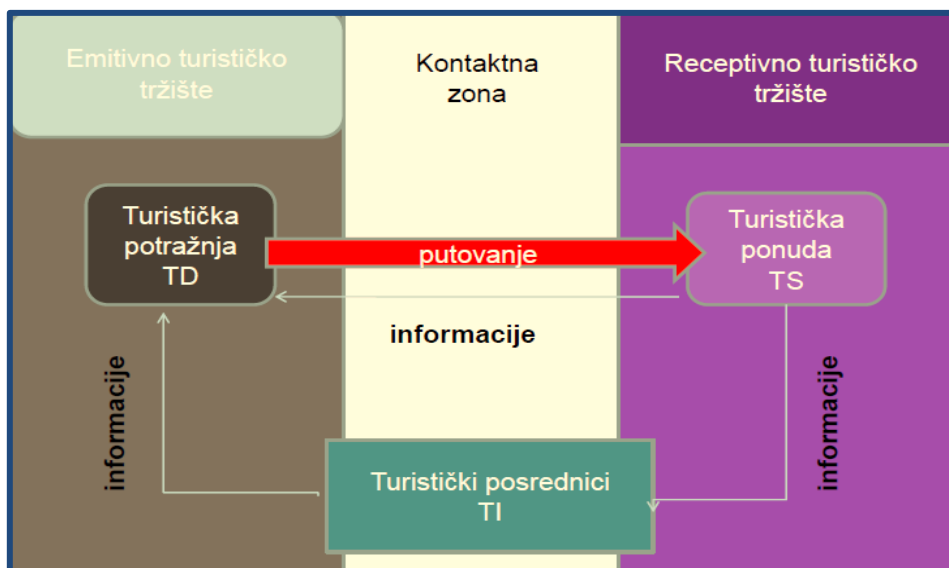 Emitivno turističko
tržište
Kontaktna
zona
Receptivno turističko
tržište
Turistička
potražnja
TD
putovanje
Turistička
ponuda
TS
informacije
informacije
informacije
Turistički posrednici
TI